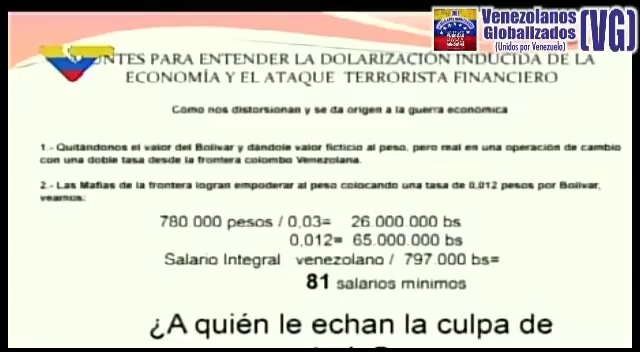 Venezolanos
Globalizados
(Unidos por Venezuela)
(VG)
UNTES PARA ENTENDER LA DOLARIZACIÓN INDUCIDA DE LA
ECONOMÍA Y EL ATAQUE TERRORISTA FINANCIERO
Cómo nos distorsionan y se da origen a la guerra económica
1.- Quitándonos el valor del Bolívar y dándole valor ficticio al peso, pero real en una operación de cambio
con una doble tasa desde la frontera colombo Venezolana.
2.- Las Mafias de la frontera logran empoderar al peso colocando una tasa de 0,012 pesos por Bolívar,
veamos:
780.000 pesos / 0,03= 26.000.000 bs
0,012= 65.000.000 bs
Salario Integral venezolano / 797.000 bs=
81 salarios mínimos
¿A quién le echan la culpa de